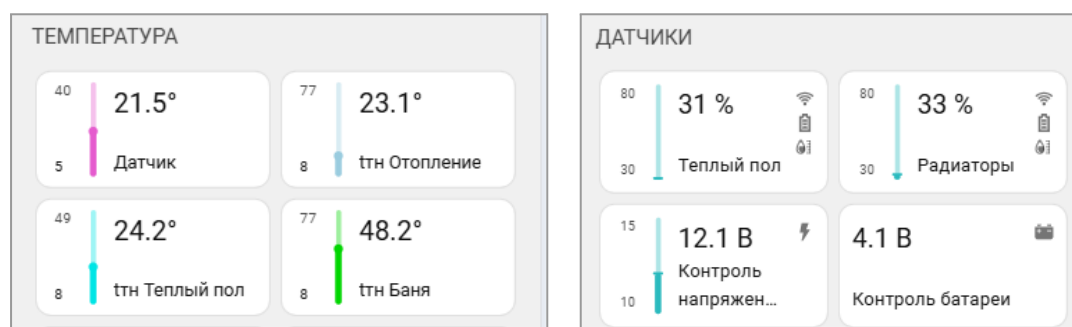 ТЕМПЕРАТУРА
40
21.5°
5
Датчик
77
23.1°
8
tтн Отопление
49
24.2°
8
tтн Теплый пол
77
48.2°
8
tтн Баня
ДАТЧИКИ
80
31 %
30
Теплый пол
80
33 %
30
Радиаторы
15
12.1 В
Контроль
10
напряжен...
4.1 В
Контроль батареи